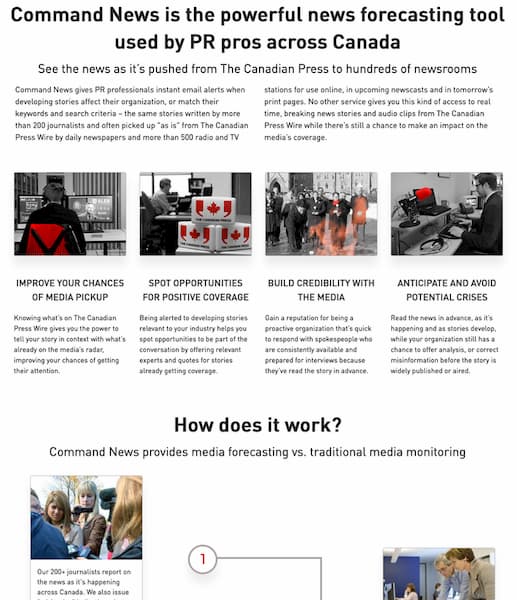 Command News is the powerful news forecasting tool
used by PR pros across Canada
See the news as it's pushed from The Canadian Press to hundreds of newsrooms
Command News gives PR professionals instant email alerts when
developing stories affect their organization, or match their
keywords and search criteria – the same stories written by more
than 200 journalists and often picked up "as is" from The Canadian
Press Wire by daily newspapers and more than 500 radio and TV
stations for use online, in upcoming newscasts and in tomorrow's
print pages. No other service gives you this kind of access to real
time, breaking news stories and audio clips from The Canadian
Press Wire while there's still a chance to make an impact on the
media's coverage.
IMPROVE YOUR CHANCES
OF MEDIA PICKUP
Knowing what's on The Canadian
Press Wire gives you the power to
tell your story in context with what's
already on the media's radar,
improving your chances of getting
their attention.
SPOT OPPORTUNITIES
FOR POSITIVE COVERAGE
Being alerted to developing stories
relevant to your industry helps you
spot opportunities to be part of the
conversation by offering relevant
experts and quotes for stories
already getting coverage.
BUILD CREDIBILITY WITH
THE MEDIA
Gain a reputation for being a
proactive organization that's quick
to respond with spokespeople who
are consistently available and
prepared for interviews because
they've read the story in advance.
ANTICIPATE AND AVOID
POTENTIAL CRISES
Read the news in advance, as it's
happening and as stories develop,
while your organization still has a
chance to offer analysis, or correct
misinformation before the story is
widely published or aired.
How does it work?
Command News provides media forecasting vs. traditional media monitoring
1
Our 200+ journalists report on
the news as it's happening
across Canada. We also issue